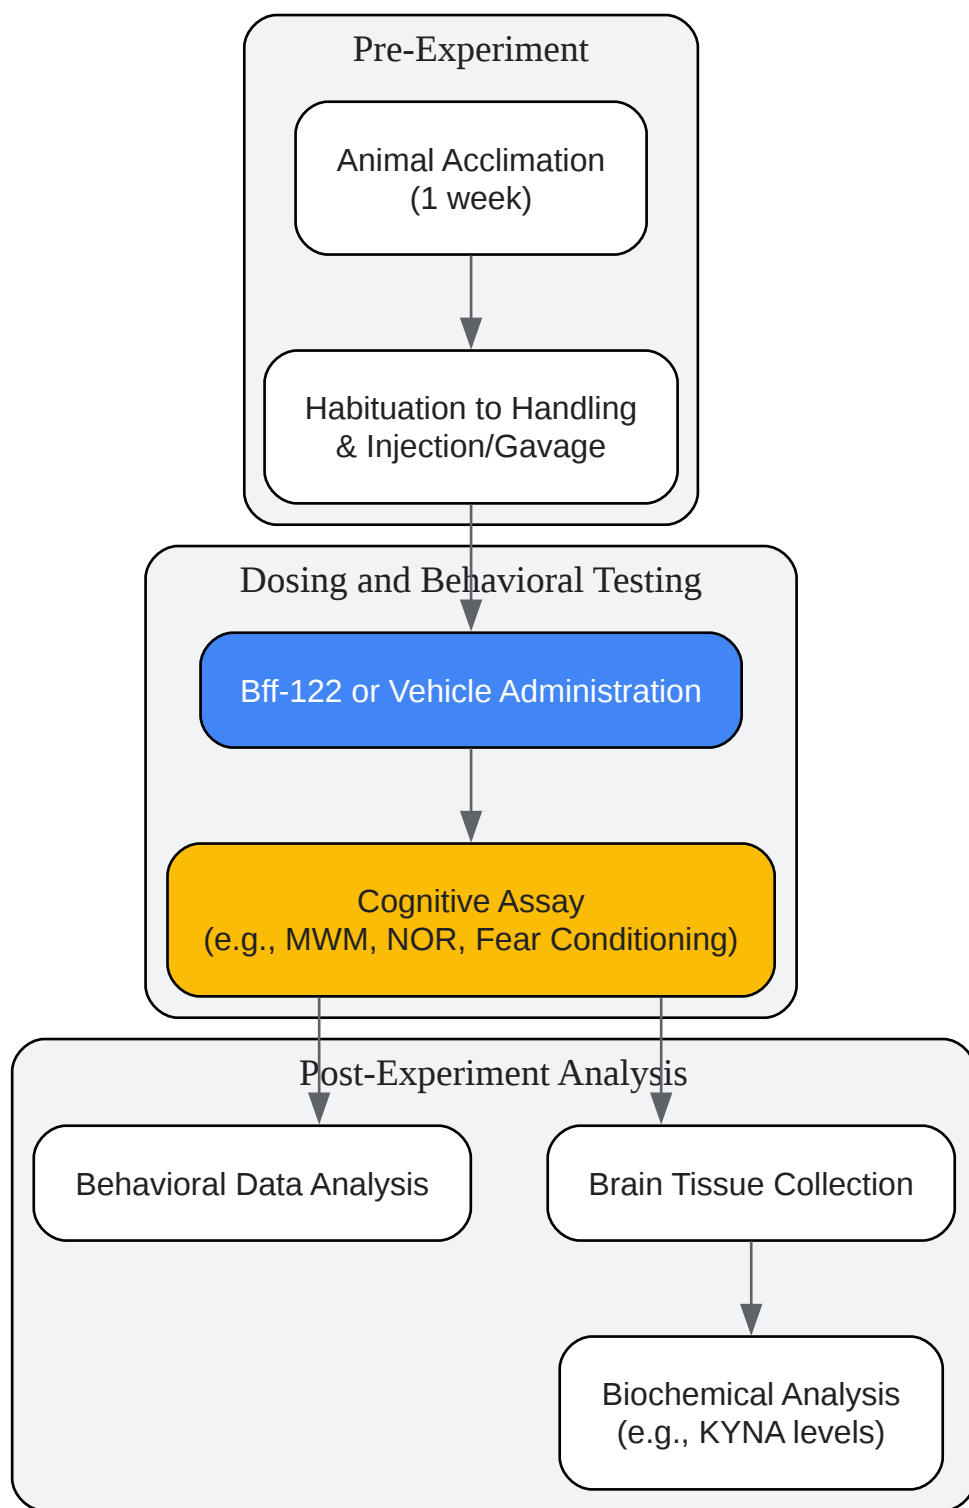 Pre-Experiment
Animal Acclimation
(1 week)
Habituation to Handling
& Injection/Gavage
Dosing and Behavioral Testing
Bff-122 or Vehicle Administration
Cognitive Assay
(e.g., MWM, NOR, Fear Conditioning)
Post-Experiment Analysis
Behavioral Data Analysis
Brain Tissue Collection
Biochemical Analysis
(e.g., KYNA levels)